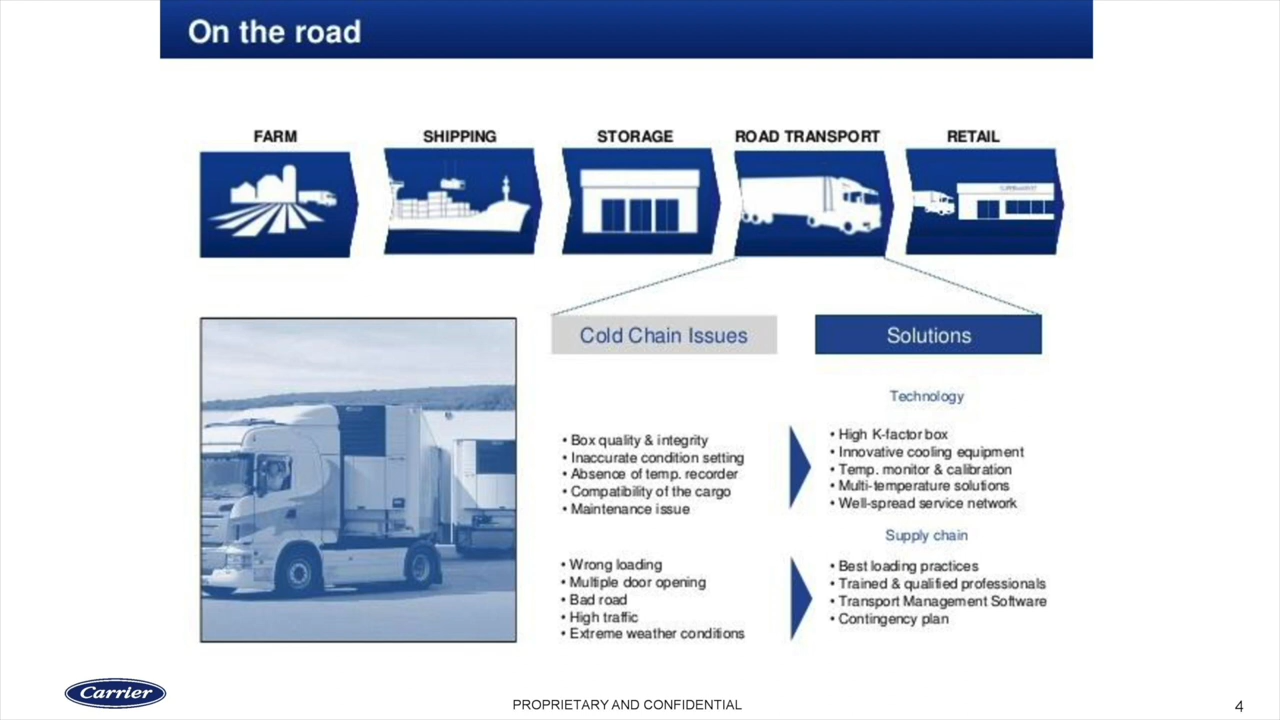 On the road
FARM
SHIPPING
STORAGE
ROAD TRANSPORT
RETAIL
SUPERMARKET
Cold Chain Issues
Solutions
Technology
• Box quality & integrity
• Inaccurate condition setting
• Absence of temp. recorder
• Compatibility of the cargo
• Maintenance issue
• High K-factor box
• Innovative cooling equipment
• Temp. monitor & calibration
• Multi-temperature solutions
• Well-spread service network
Supply chain
• Wrong loading
• Multiple door opening
• Bad road
• High traffic
• Extreme weather conditions
• Best loading practices
• Trained & qualified professionals
• Transport Management Software
• Contingency plan
Carrier
PROPRIETARY AND CONFIDENTIAL
4